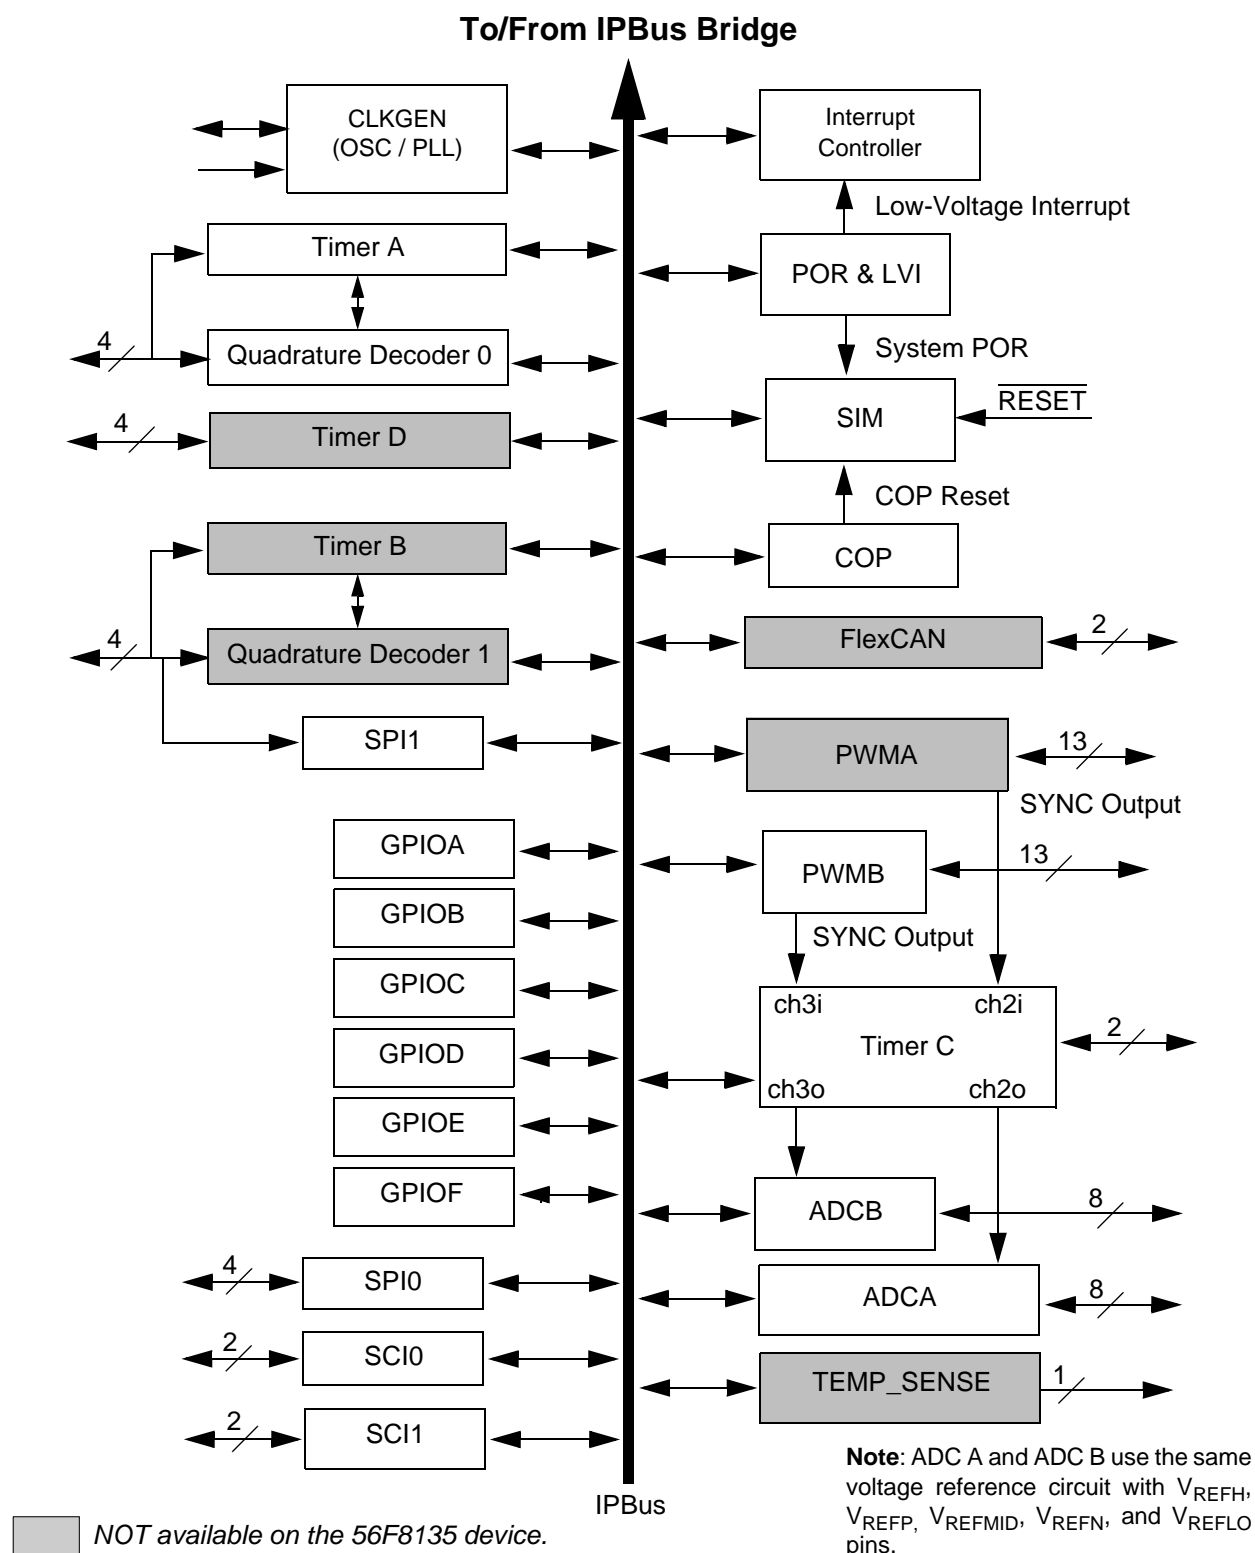 To/From IPBus Bridge
CLKGEN
(OSC / PLL)
Interrupt
Controller
Low-Voltage Interrupt
Timer A
POR & LVI
4
Quadrature Decoder 0
System POR
SIM
RESET
4
Timer D
COP Reset
Timer B
COP
4
Quadrature Decoder 1
FlexCAN
2
SPI1
PWMA
13
SYNC Output
GPIOA
PWMB
13
GPIOB
SYNC Output
GPIOC
ch3i
ch2i
GPIOD
Timer C
2
ch3o
ch2o
GPIOE
GPIOF
ADCB
8
4
SPI0
ADCA
8
2
SCI0
TEMP_SENSE
1
2
SCI1
Note: ADC A and ADC B use the same
voltage reference circuit with VREFH,
VREFP, VREFMID, VREFN, and VREFLO
pins.
IPBus
NOT available on the 56F8135 device.